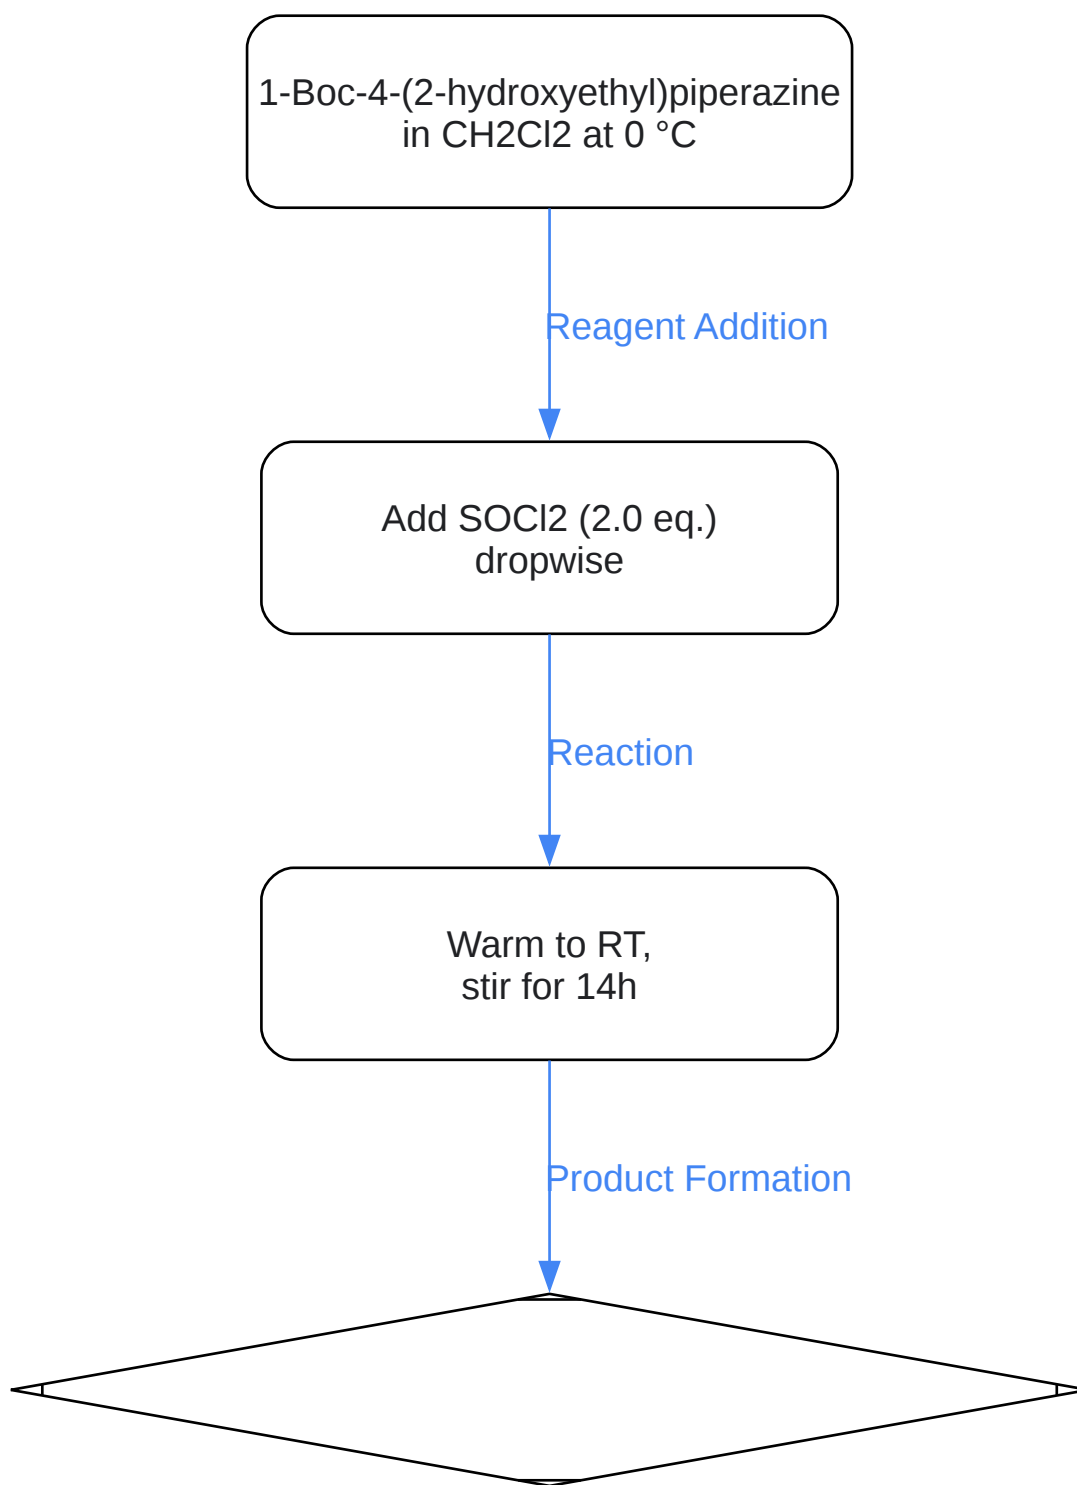 1-Boc-4-(2-hydroxyethyl)piperazine
in CH2Cl2 at 0 °C
Reagent Addition
Add SOCl2 (2.0 eq.)
dropwise
Reaction
Warm to RT,
stir for 14h
Product Formation